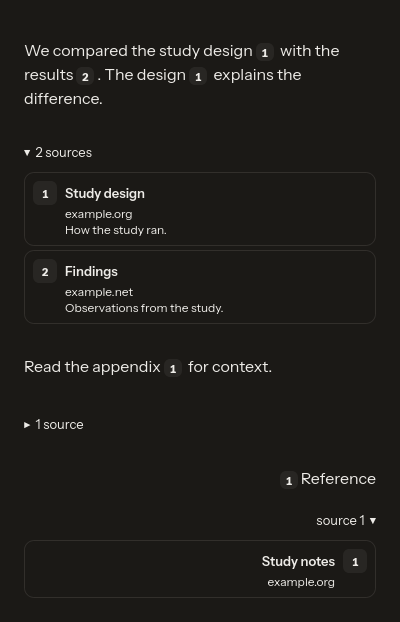 We compared the study design 1 with the
results 2 . The design 1 explains the
difference.
▾ 2 sources
1 Study design
example.org
How the study ran.
2 Findings
example.net
Observations from the study.
Read the appendix 1 for context.
▸ 1 source
1 Reference
source 1 ▾
Study notes 1
example.org